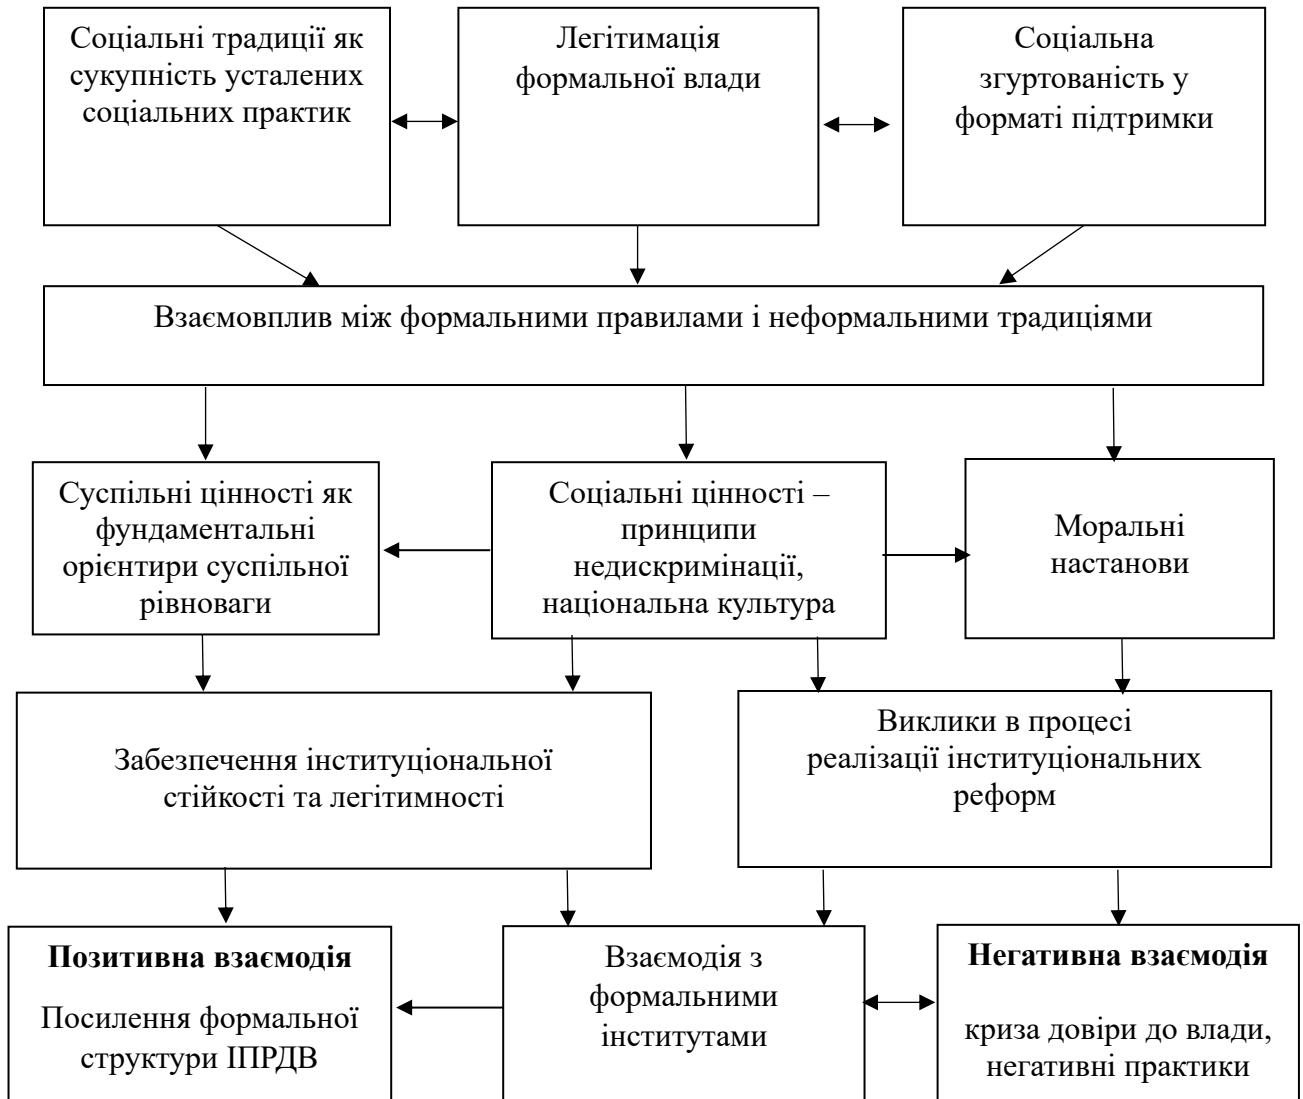 Соціальні традиції як
сукупність усталених
соціальних практик
Легітимація
формальної влади
Соціальна
згуртованість у
форматі підтримки
Взаємовплив між формальними правилами і неформальними традиціями
Суспільні цінності як
фундаментальні
орієнтири суспільної
рівноваги
Соціальні цінності –
принципи
недискримінації,
національна культура
Моральні
настанови
Забезпечення інституціональної
стійкості та легітимності
Виклики в процесі
реалізації інституціональних
реформ
Позитивна взаємодія
Посилення формальної
структури ІПРДВ
Взаємодія з
формальними
інститутами
Негативна взаємодія
криза довіри до влади,
негативні практики